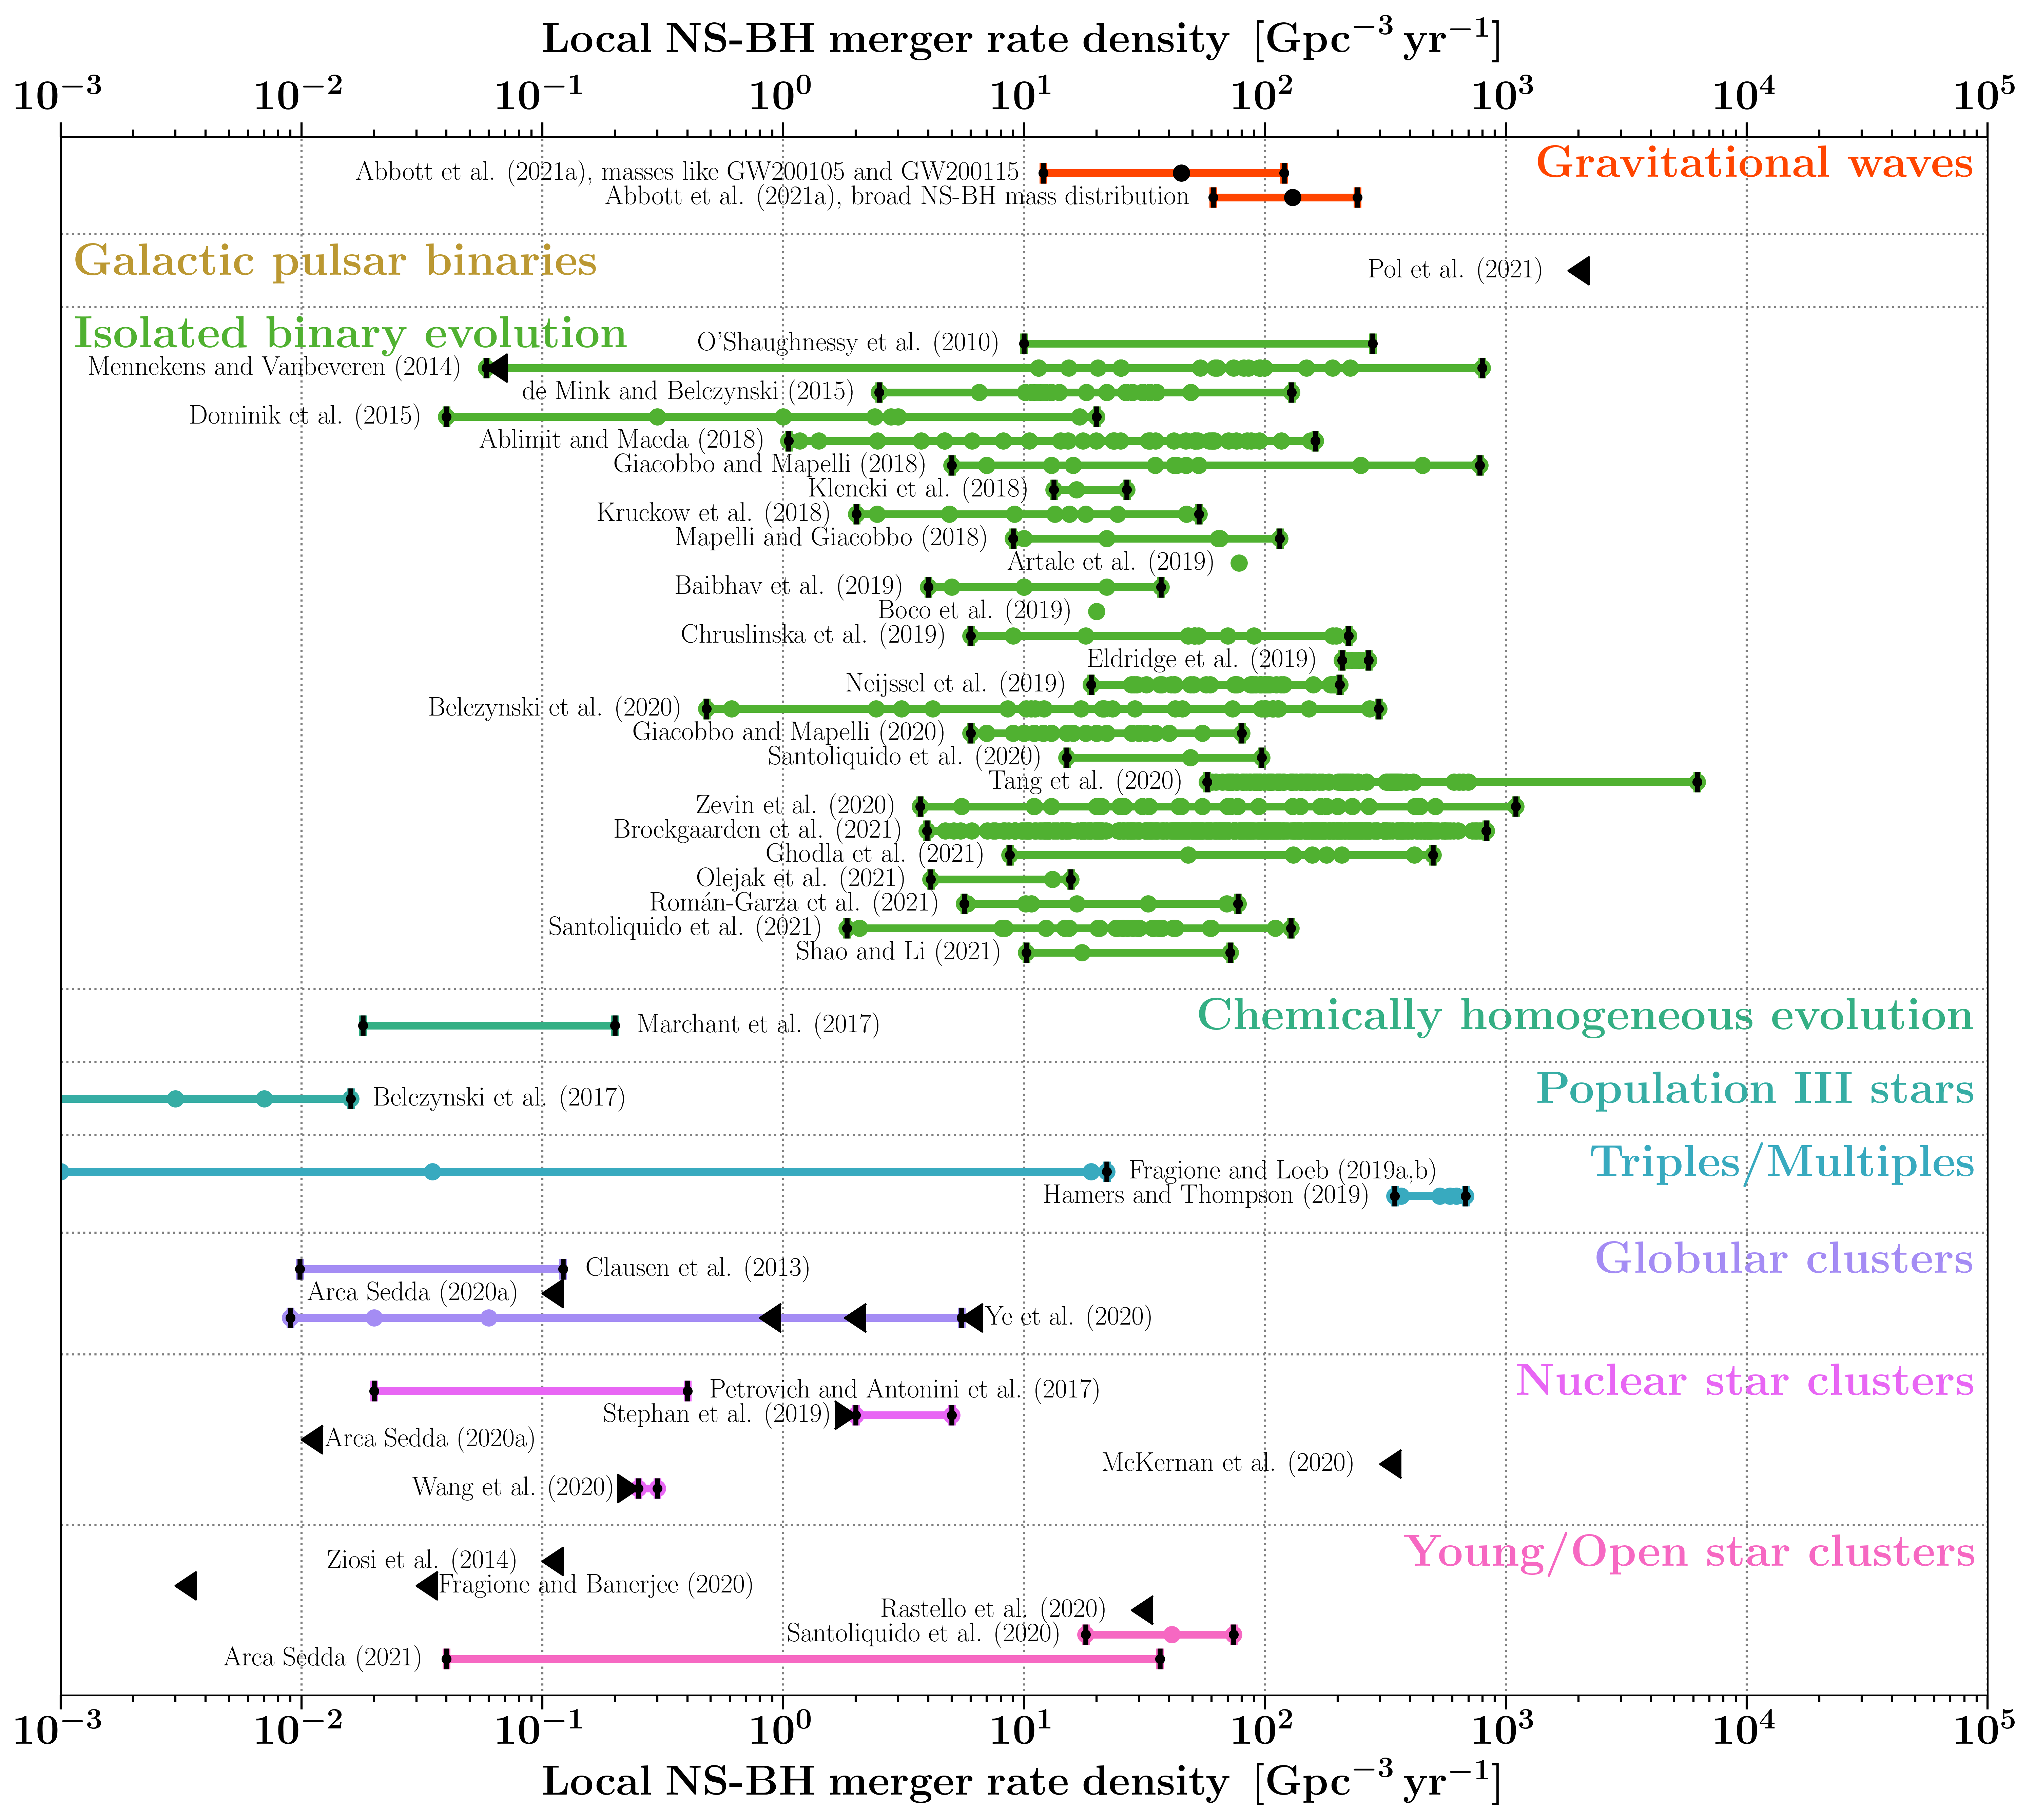 Local NS-BH merger rate density [Gpc⁻³ yr⁻¹]
10⁻³ 10⁻² 10⁻¹ 10⁰ 10¹ 10² 10³ 10⁴ 10⁵
Gravitational waves
Abbott et al. (2021a), masses like GW200105 and GW200115
Abbott et al. (2021a), broad NS-BH mass distribution
Galactic pulsar binaries
Pol et al. (2021)
Isolated binary evolution
O'Shaughnessy et al. (2010)
Mennekens and Vanbeveren (2014)
de Mink and Belczynski (2015)
Dominik et al. (2015)
Ablimit and Maeda (2018)
Giacobbo and Mapelli (2018)
Klencki et al. (2018)
Kruckow et al. (2018)
Mapelli and Giacobbo (2018)
Artale et al. (2019)
Baibhav et al. (2019)
Boco et al. (2019)
Chruslinska et al. (2019)
Eldridge et al. (2019)
Neijssel et al. (2019)
Belczynski et al. (2020)
Giacobbo and Mapelli (2020)
Santoliquido et al. (2020)
Tang et al. (2020)
Zevin et al. (2020)
Broekgaarden et al. (2021)
Ghodla et al. (2021)
Olejak et al. (2021)
Román-Garza et al. (2021)
Santoliquido et al. (2021)
Shao and Li (2021)
Chemically homogeneous evolution
Marchant et al. (2017)
Population III stars
Belczynski et al. (2017)
Triples/Multiples
Fragione and Loeb (2019a,b)
Hamers and Thompson (2019)
Globular clusters
Clausen et al. (2013)
Arca Sedda (2020a)
Ye et al. (2020)
Nuclear star clusters
Petrovich and Antonini et al. (2017)
Stephan et al. (2019)
Arca Sedda (2020a)
McKernan et al. (2020)
Wang et al. (2020)
Young/Open star clusters
Ziosi et al. (2014)
Fragione and Banerjee (2020)
Rastello et al. (2020)
Santoliquido et al. (2020)
Arca Sedda (2021)
10⁻³ 10⁻² 10⁻¹ 10⁰ 10¹ 10² 10³ 10⁴ 10⁵
Local NS-BH merger rate density [Gpc⁻³ yr⁻¹]